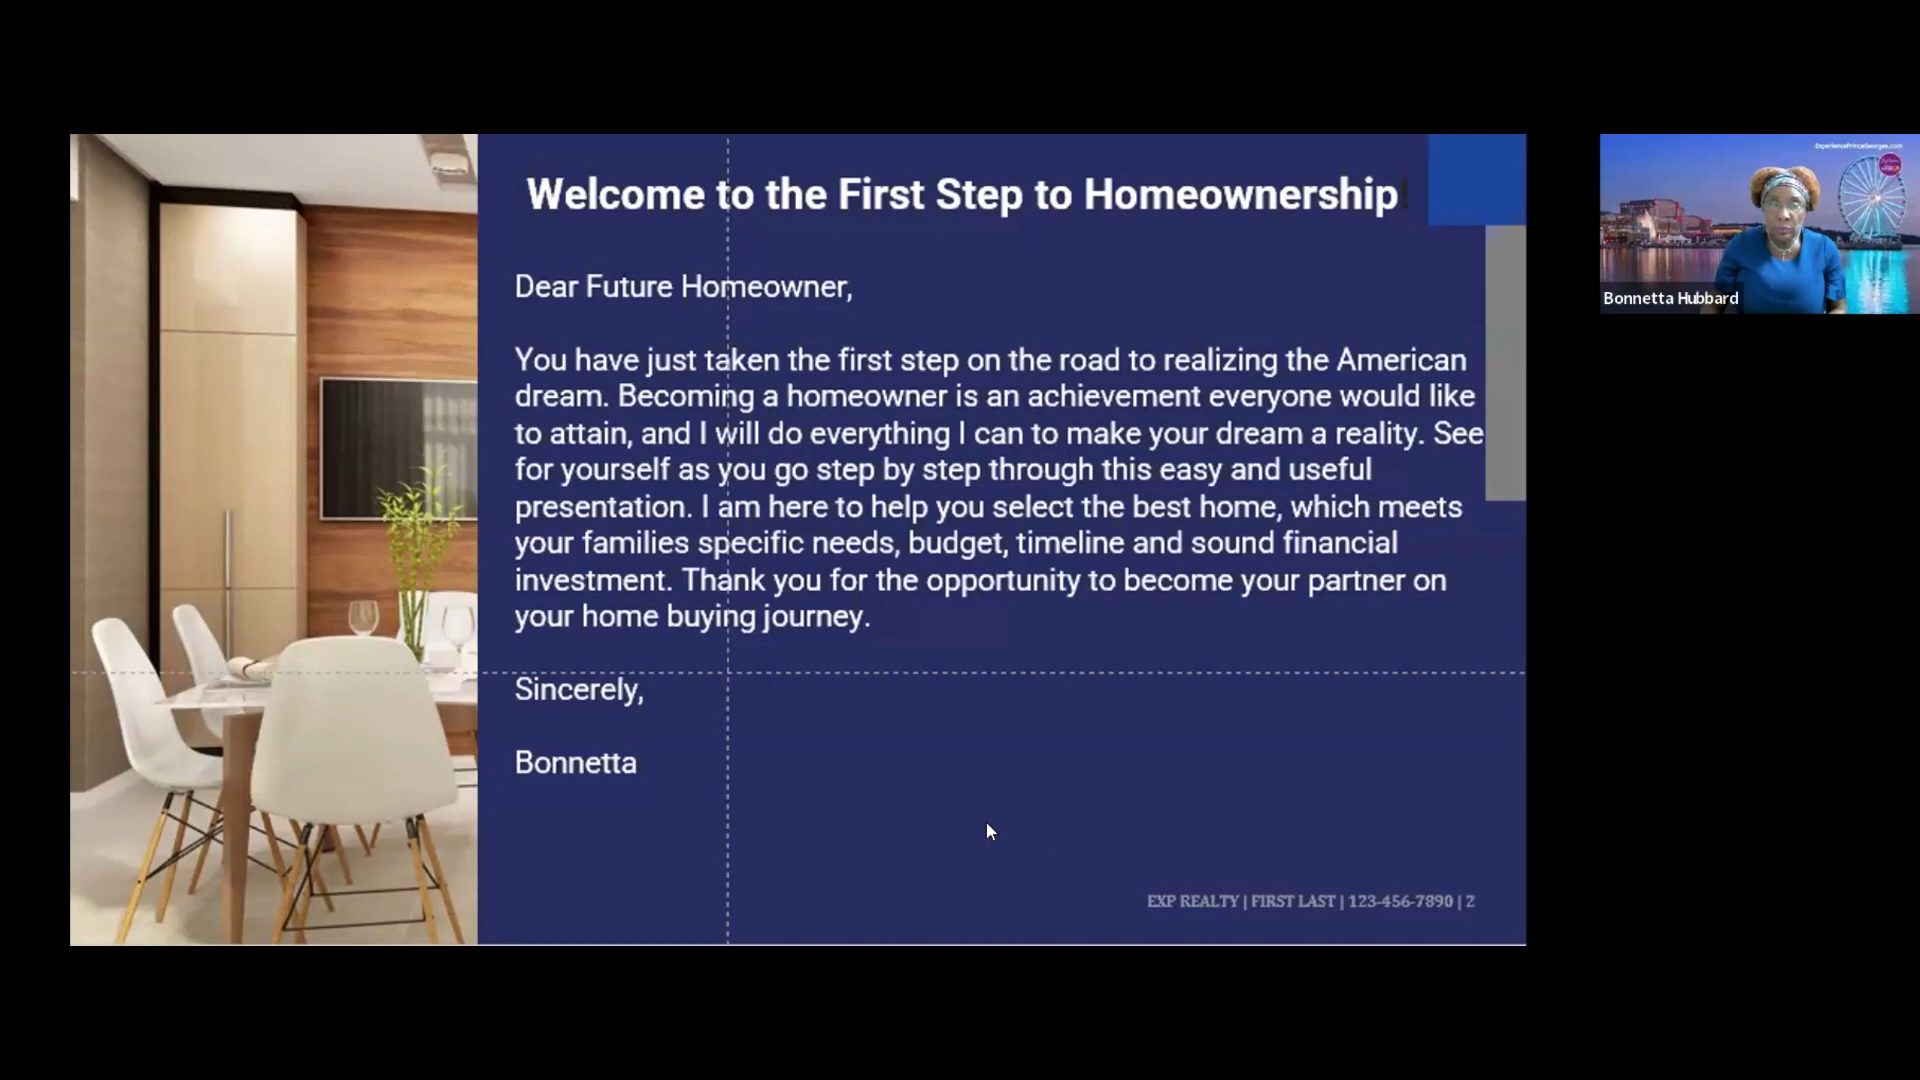 Welcome to the First Step to Homeownership!
Dear Future Homeowner,
You have just taken the first step on the road to realizing the American
dream. Becoming a homeowner is an achievement everyone would like
to attain, and I will do everything I can to make your dream a reality. See
for yourself as you go step by step through this easy and useful
presentation. I am here to help you select the best home, which meets
your families specific needs, budget, timeline and sound financial
investment. Thank you for the opportunity to become your partner on
your home buying journey.
Sincerely,
Bonnetta
EXP REALTY | FIRST LAST | 123-456-7890 | 2
ExperiencePrinceGeorges.com
Bonnetta Hubbard